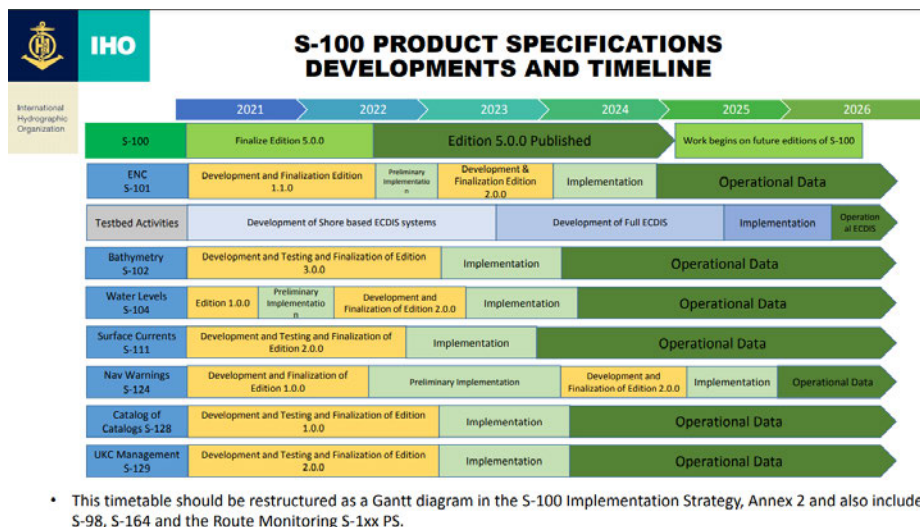 IHO
International
Hydrographic
Organization
S-100 PRODUCT SPECIFICATIONS
DEVELOPMENTS AND TIMELINE
2021 2022 2023 2024 2025 2026
S-100
Finalize Edition 5.0.0
Edition 5.0.0 Published
Work begins on future editions of S-100
ENC
S-101
Development and Finalization Edition
1.1.0
Preliminary
Implementatio
n
Development &
Finalization Edition
2.0.0
Implementation
Operational Data
Testbed Activities
Development of Shore based ECDIS systems
Development of Full ECDIS
Implementation
Operation
al ECDIS
Bathymetry
S-102
Development and Testing and Finalization of Edition
3.0.0
Implementation
Operational Data
Water Levels
S-104
Edition 1.0.0
Preliminary
Implementatio
n
Development and
Finalization of Edition 2.0.0
Implementation
Operational Data
Surface Currents
S-111
Development and Testing and Finalization of
Edition 2.0.0
Implementation
Operational Data
Nav Warnings
S-124
Development and Finalization of
Edition 1.0.0
Preliminary Implementation
Development and
Finalization of Edition 2.0.0
Implementation
Operational Data
Catalog of
Catalogs S-128
Development and Testing and Finalization of Edition
1.0.0
Implementation
Operational Data
UKC Management
S-129
Development and Testing and Finalization of Edition
2.0.0
Implementation
Operational Data
• This timetable should be restructured as a Gantt diagram in the S-100 Implementation Strategy, Annex 2 and also include
S-98, S-164 and the Route Monitoring S-1xx PS.